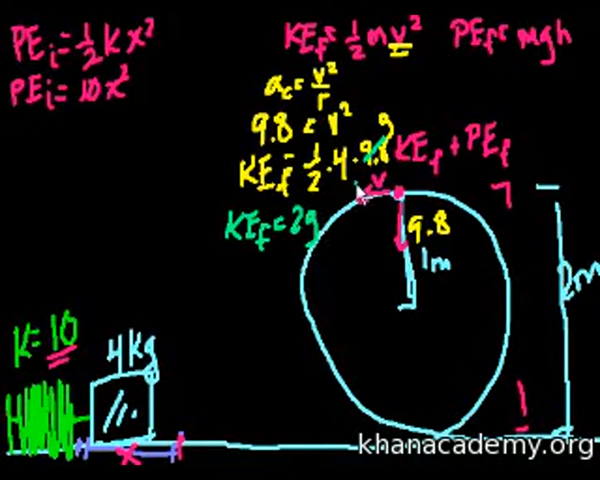 PEi = ½kx²
KEf = ½mv²
PEf = mgh
PEi = 10x²
ac = v²/r
9.8 = v²
g
KEf = ½·4·9.8
KEf + PEf
v
KEf = 2g
9.8
1m
2m
K = 10
4kg
x
khanacademy.org